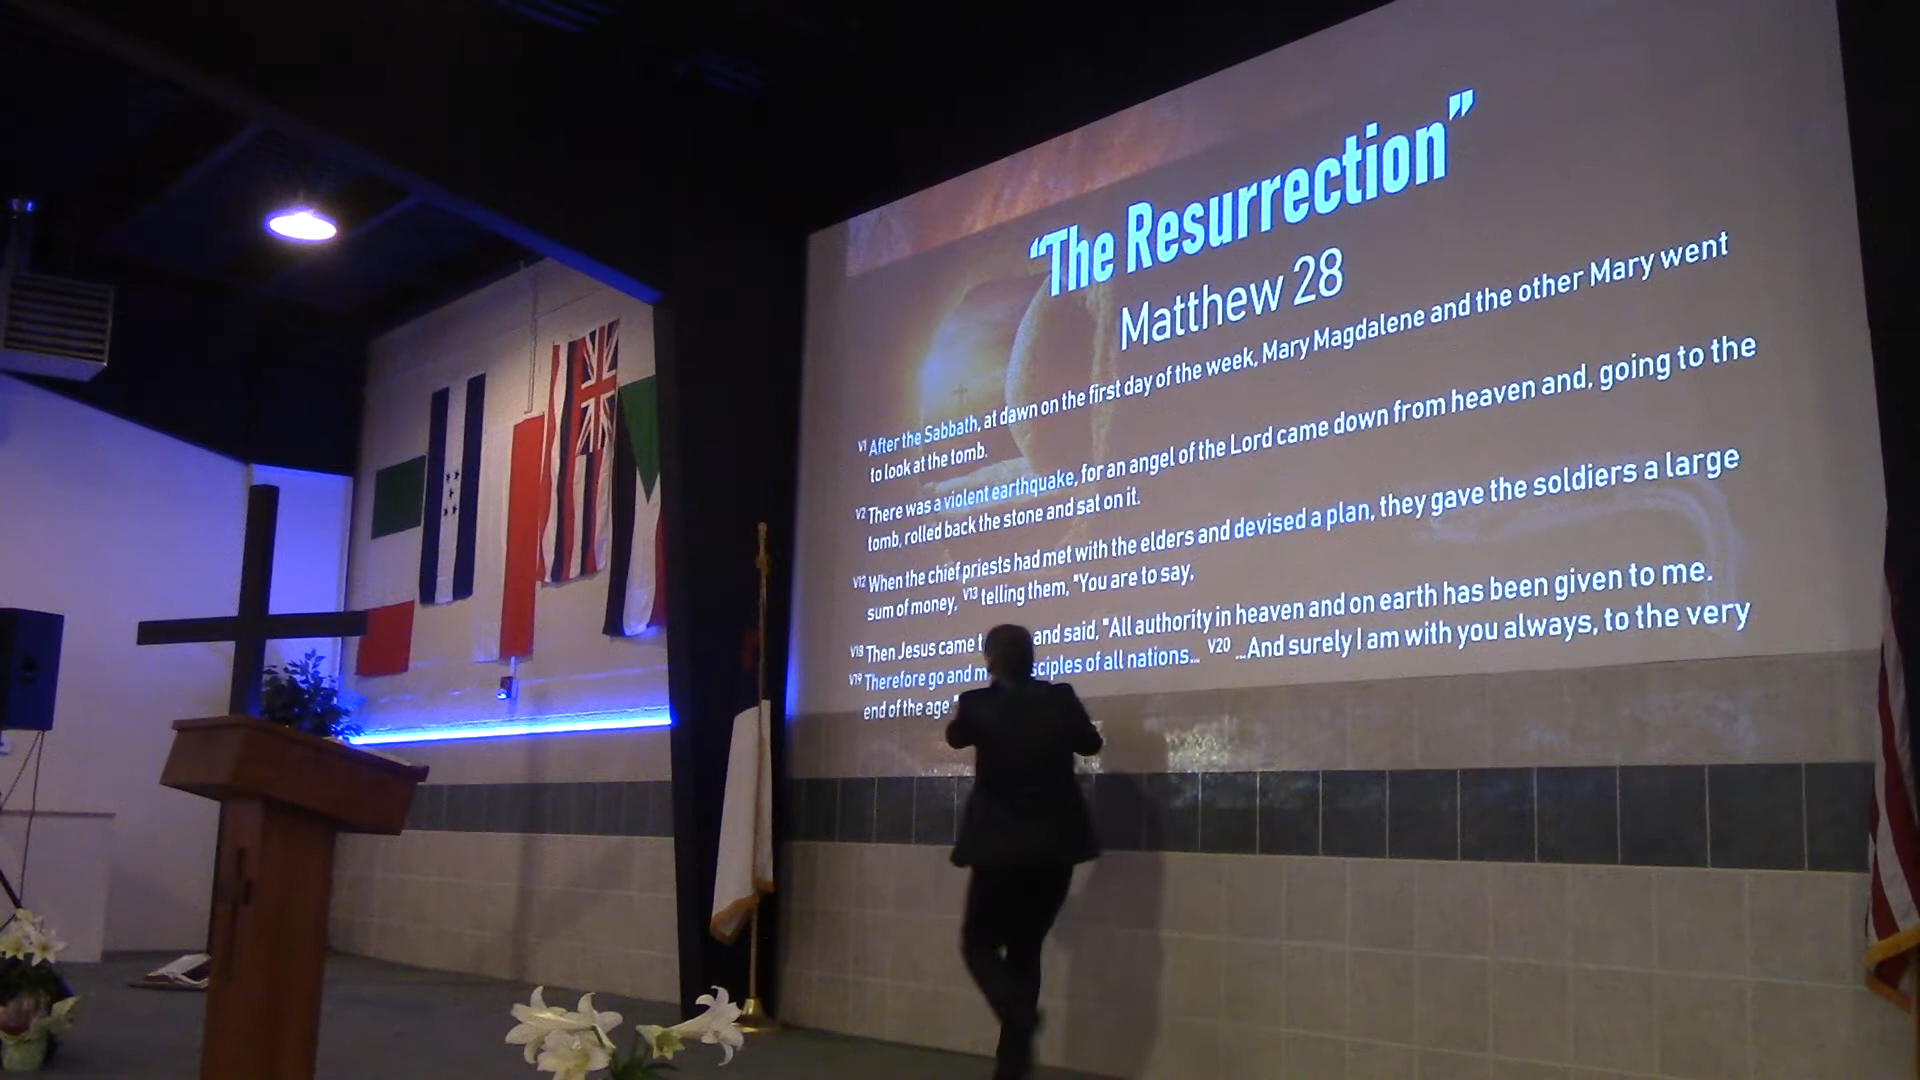 “The Resurrection”
Matthew 28
V1 After the Sabbath, at dawn on the first day of the week, Mary Magdalene and the other Mary went
to look at the tomb.
V2 There was a violent earthquake, for an angel of the Lord came down from heaven and, going to the
tomb, rolled back the stone and sat on it.
V12 When the chief priests had met with the elders and devised a plan, they gave the soldiers a large
sum of money, V13 telling them, "You are to say,
V18 Then Jesus came and said, "All authority in heaven and on earth has been given to me.
V19 Therefore go and of all nations... V20 ...And surely I am with you always, to the very
end of the age."